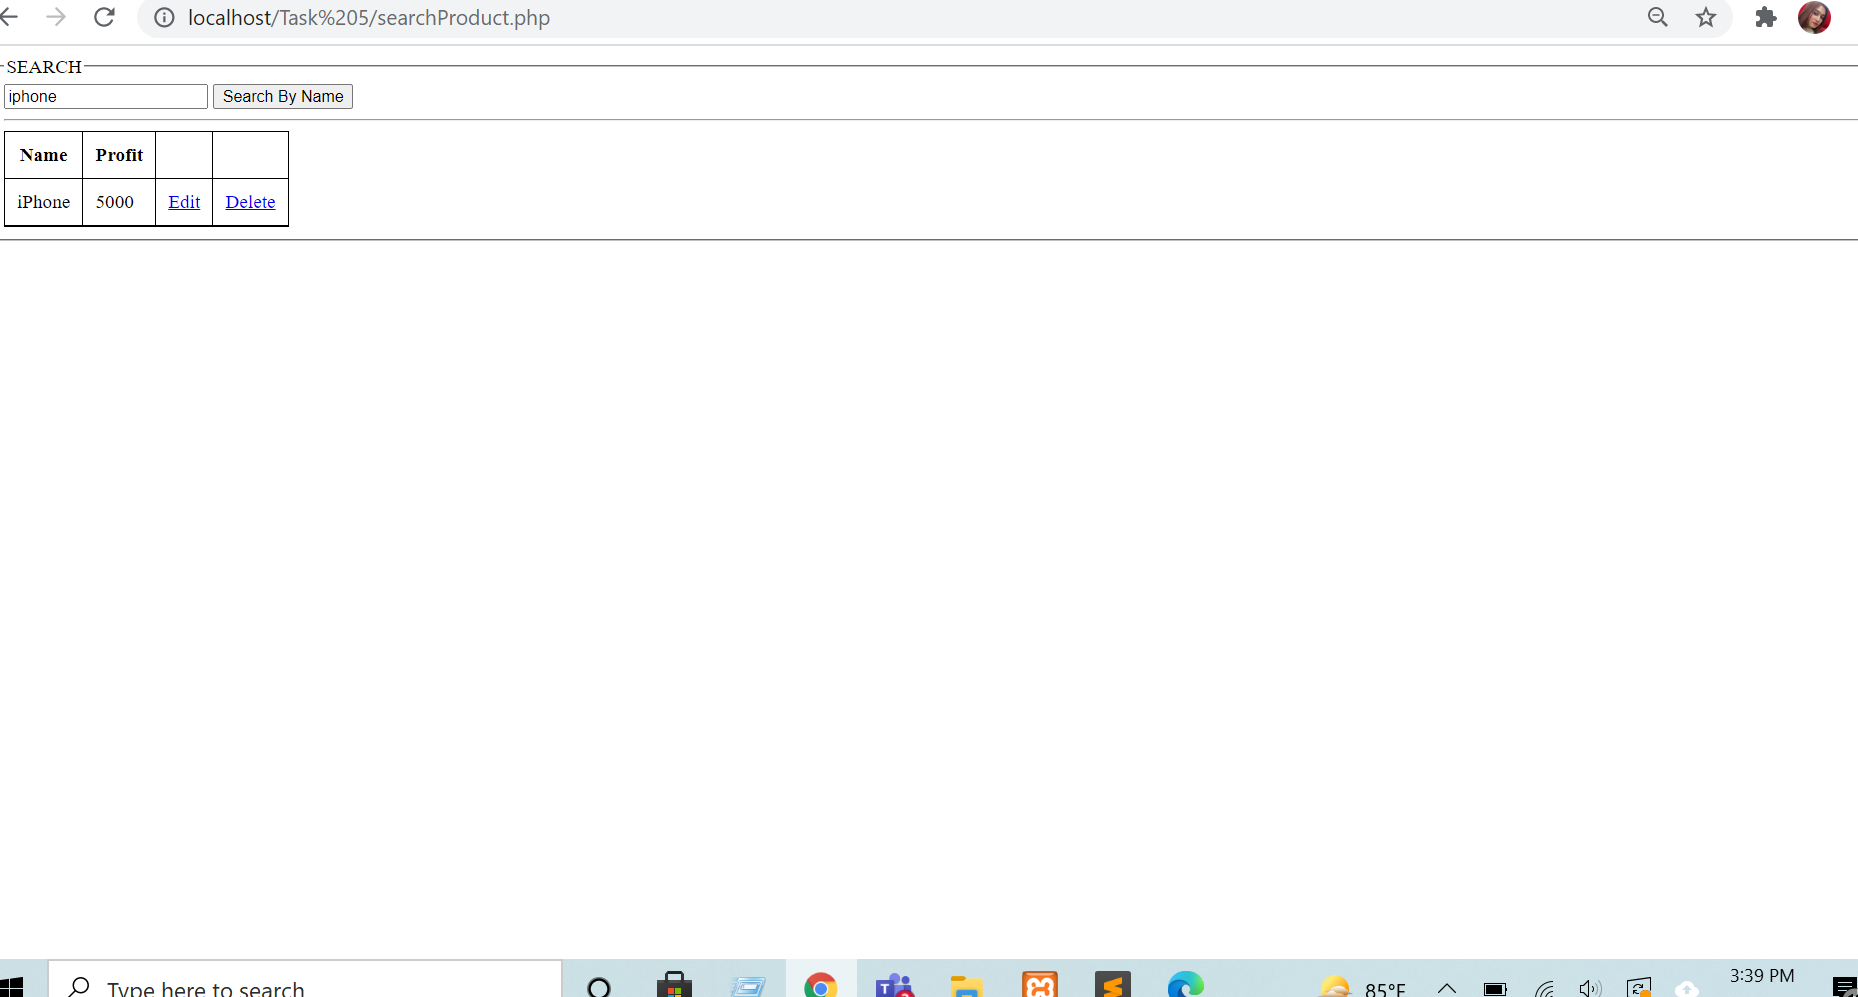 localhost/Task%205/searchProduct.php
SEARCH
iphone Search By Name
Name Profit
iPhone 5000 Edit Delete
Type here to search 85°F 3:39 PM